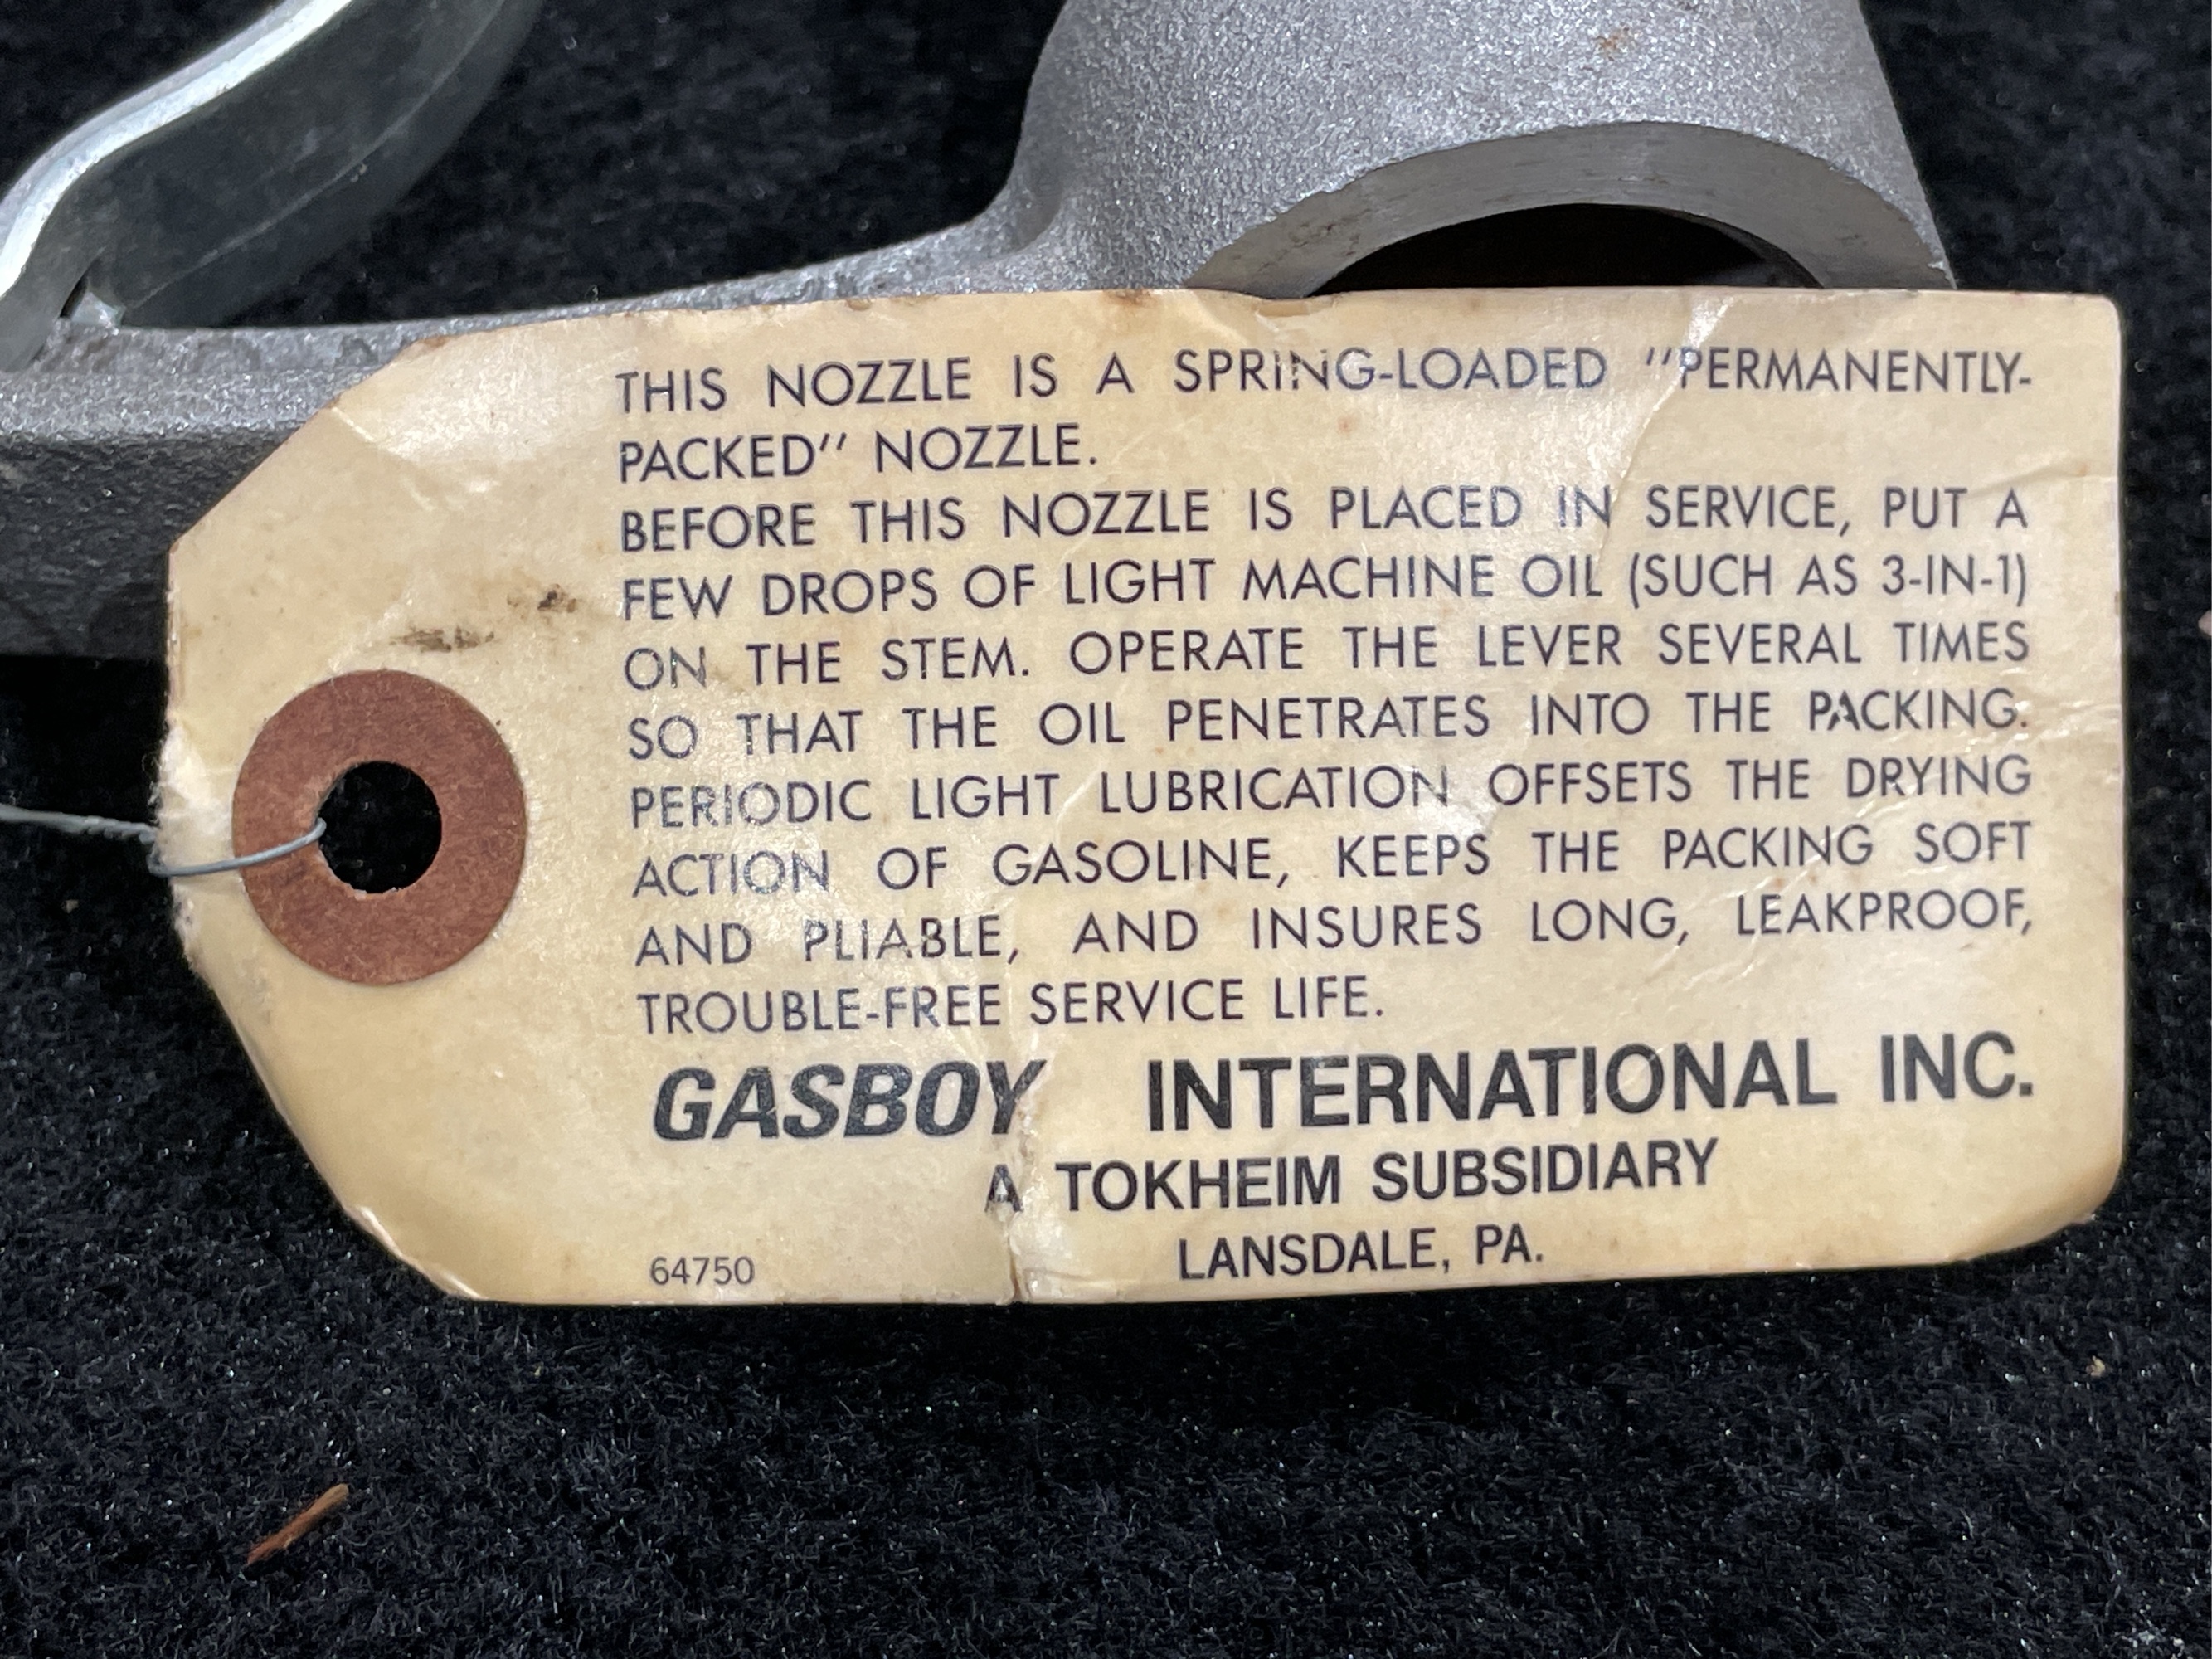 THIS NOZZLE IS A SPRING-LOADED "PERMANENTLY-
PACKED" NOZZLE.
BEFORE THIS NOZZLE IS PLACED IN SERVICE, PUT A
FEW DROPS OF LIGHT MACHINE OIL (SUCH AS 3-IN-1)
ON THE STEM. OPERATE THE LEVER SEVERAL TIMES
SO THAT THE OIL PENETRATES INTO THE PACKING.
PERIODIC LIGHT LUBRICATION OFFSETS THE DRYING
ACTION OF GASOLINE, KEEPS THE PACKING SOFT
AND PLIABLE, AND INSURES LONG, LEAKPROOF,
TROUBLE-FREE SERVICE LIFE.
GASBOY INTERNATIONAL INC.
A TOKHEIM SUBSIDIARY
LANSDALE, PA.
64750